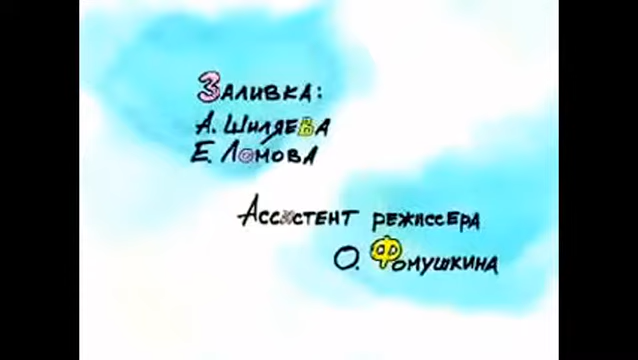 Заливка:
А. Шиляева
Е. Ломова
Ассистент режиссера
О. Фомушкина